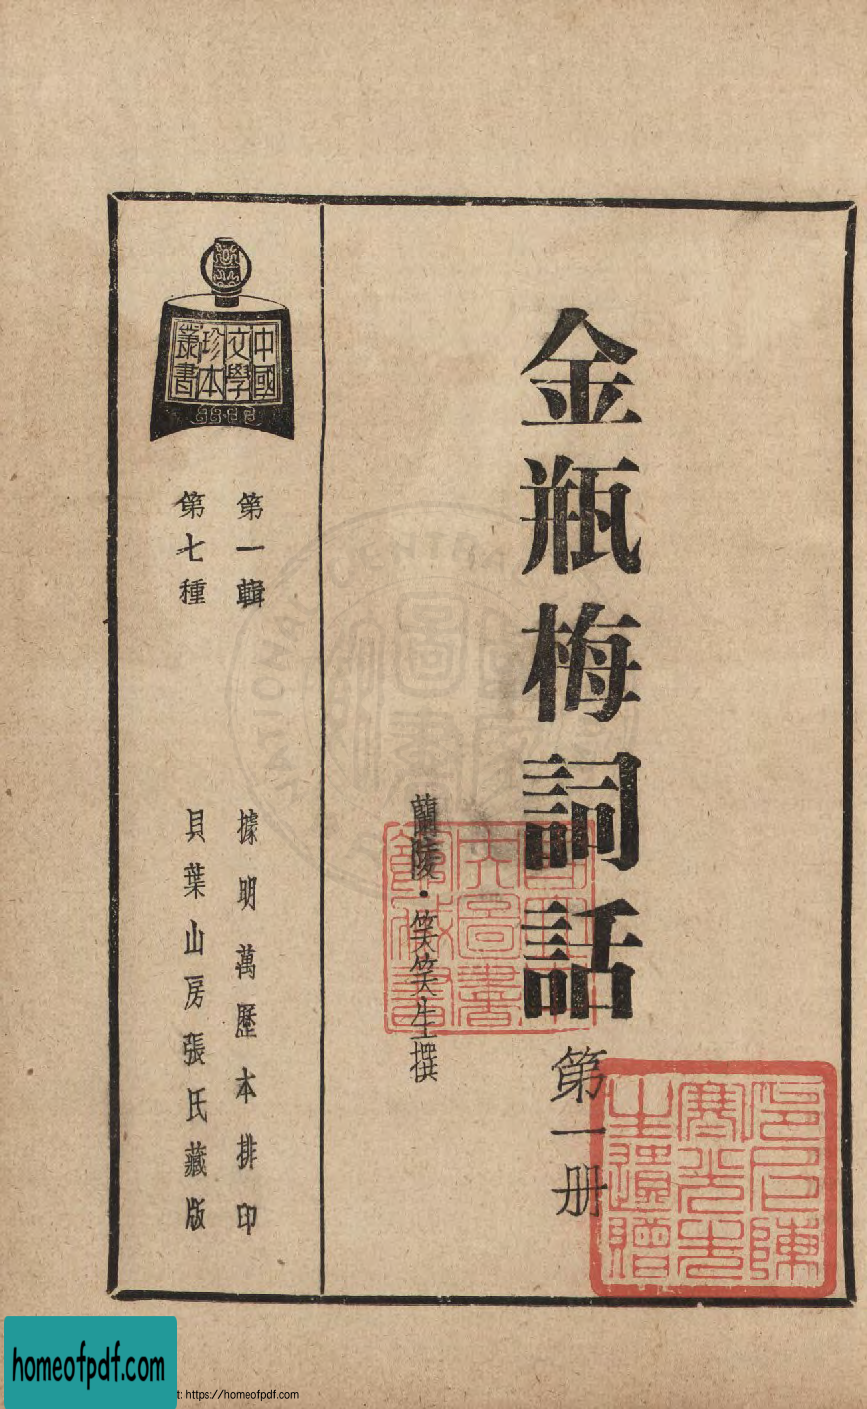 金瓶梅詞話
第一册
蘭陵·笑笑生撰
中國
文學
珍本
叢書
第一輯
第七種
據明萬歷本排印
貝葉山房張氏藏版
homeofpdf.com
t: https://homeofpdf.com